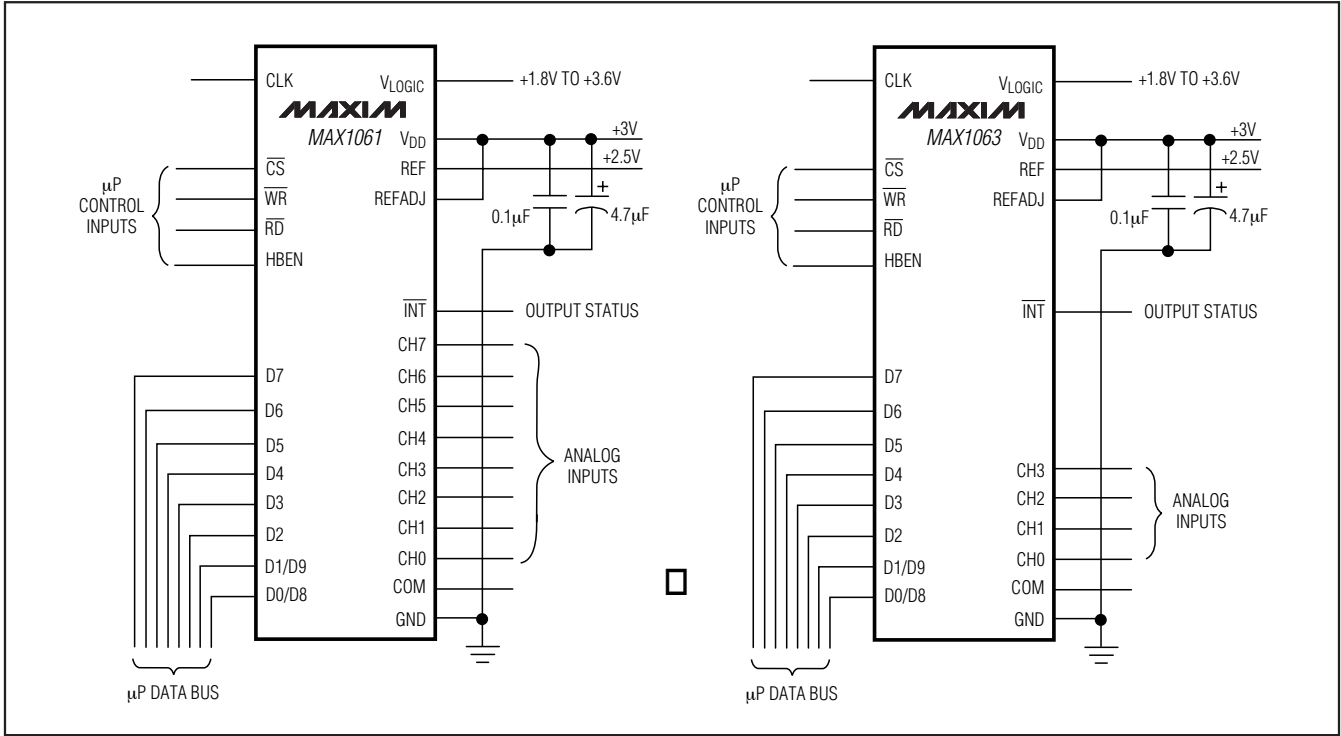 CLK
VLOGIC
+1.8V TO +3.6V
MAXIM
MAX1061
VDD
+3V
CS
REF
+2.5V
µP
CONTROL
INPUTS
WR
REFADJ
0.1µF
+
4.7µF
RD
HBEN
INT
OUTPUT STATUS
CH7
D7
CH6
D6
CH5
D5
CH4
D4
CH3
ANALOG
INPUTS
D3
CH2
D2
CH1
D1/D9
CH0
D0/D8
COM
GND
µP DATA BUS
CLK
VLOGIC
+1.8V TO +3.6V
MAXIM
MAX1063
VDD
+3V
CS
REF
+2.5V
µP
CONTROL
INPUTS
WR
REFADJ
0.1µF
+
4.7µF
RD
HBEN
INT
OUTPUT STATUS
D7
D6
D5
D4
CH3
D3
CH2
ANALOG
INPUTS
D2
CH1
D1/D9
CH0
D0/D8
COM
GND
µP DATA BUS